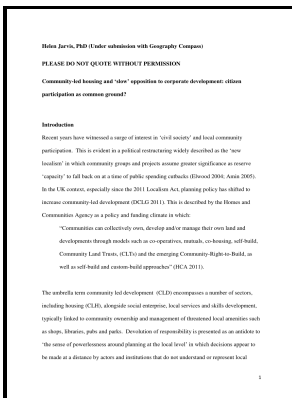 Helen Jarvis, PhD (Under submission with Geography Compass)
PLEASE DO NOT QUOTE WITHOUT PERMISSION
Community-led housing and 'slow' opposition to corporate development: citizen
participation as common ground?
Introduction
Recent years have witnessed a surge of interest in 'civil society' and local community
participation.  This is evident in a political restructuring widely described as the 'new
localism' in which community groups and projects assume greater significance as reserve
'capacity' to fall back on at a time of public spending cutbacks (Elwood 2004; Amin 2005).
In the UK context, especially since the 2011 Localism Act, planning policy has shifted to
increase community-led development (DCLG 2011). This is described by the Homes and
Communities Agency as a policy and funding climate in which:
"Communities can collectively own, develop and/or manage their own land and
developments through models such as co-operatives, mutuals, co-housing, self-build,
Community Land Trusts, (CLTs) and the emerging Community-Right-to-Build, as
well as self-build and custom-build approaches" (HCA 2011).
The umbrella term community led development (CLD) encompasses a number of sectors,
including housing (CLH), alongside social enterprise, local services and skills development,
typically linked to community ownership and management of threatened local amenities such
as shops, libraries, pubs and parks.  Devolution of responsibility is presented as an antidote to
'the sense of powerlessness around planning at the local level' in which decisions appear to
be made at a distance by actors and institutions that do not understand or represent local
1